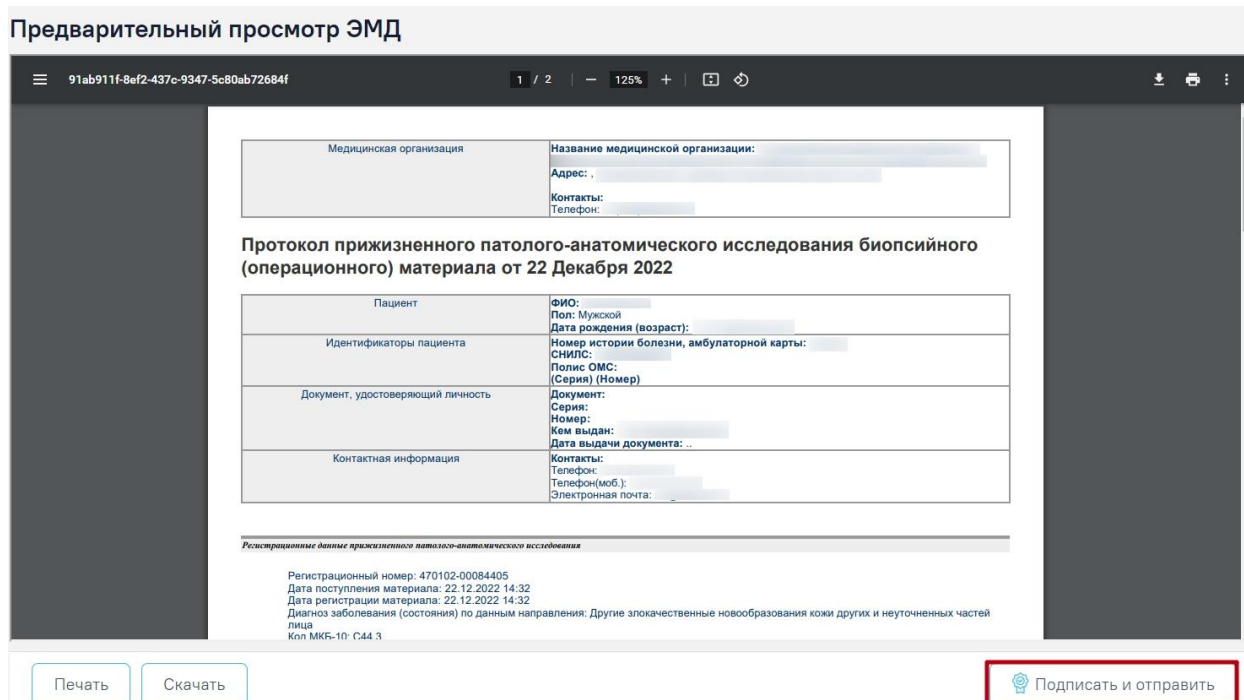 Предварительный просмотр ЭМД
91ab911f-8ef2-437c-9347-5c80ab72684f
1 / 2
125%
Медицинская организация
Название медицинской организации:
Адрес: ,
Контакты:
Телефон:
Протокол прижизненного патолого-анатомического исследования биопсийного
(операционного) материала от 22 Декабря 2022
Пациент
ФИО:
Пол: Мужской
Дата рождения (возраст):
Идентификаторы пациента
Номер истории болезни, амбулаторной карты:
СНИЛС:
Полис ОМС:
(Серия) (Номер)
Документ, удостоверяющий личность
Документ:
Серия:
Номер:
Кем выдан:
Дата выдачи документа: ..
Контактная информация
Контакты:
Телефон:
Телефон(моб.):
Электронная почта:
Регистрационные данные прижизненного патолого-анатомического исследования
Регистрационный номер: 470102-00084405
Дата поступления материала: 22.12.2022 14:32
Дата регистрации материала: 22.12.2022 14:32
Диагноз заболевания (состояния) по данным направления: Другие злокачественные новообразования кожи других и неуточненных частей
лица
Код МКБ-10: C44.3
Печать
Скачать
Подписать и отправить